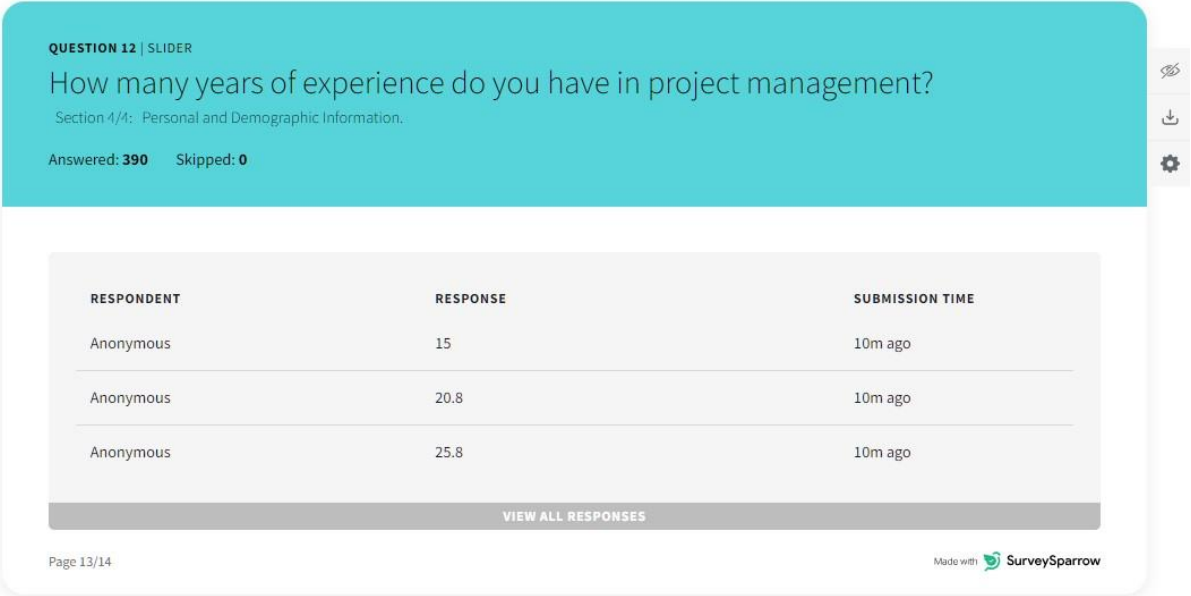 QUESTION 12 | SLIDER
How many years of experience do you have in project management?
Section 4/4: Personal and Demographic Information.
Answered: 390 Skipped: 0
RESPONDENT RESPONSE SUBMISSION TIME
Anonymous 15 10m ago
Anonymous 20.8 10m ago
Anonymous 25.8 10m ago
VIEW ALL RESPONSES
Page 13/14 Made with SurveySparrow